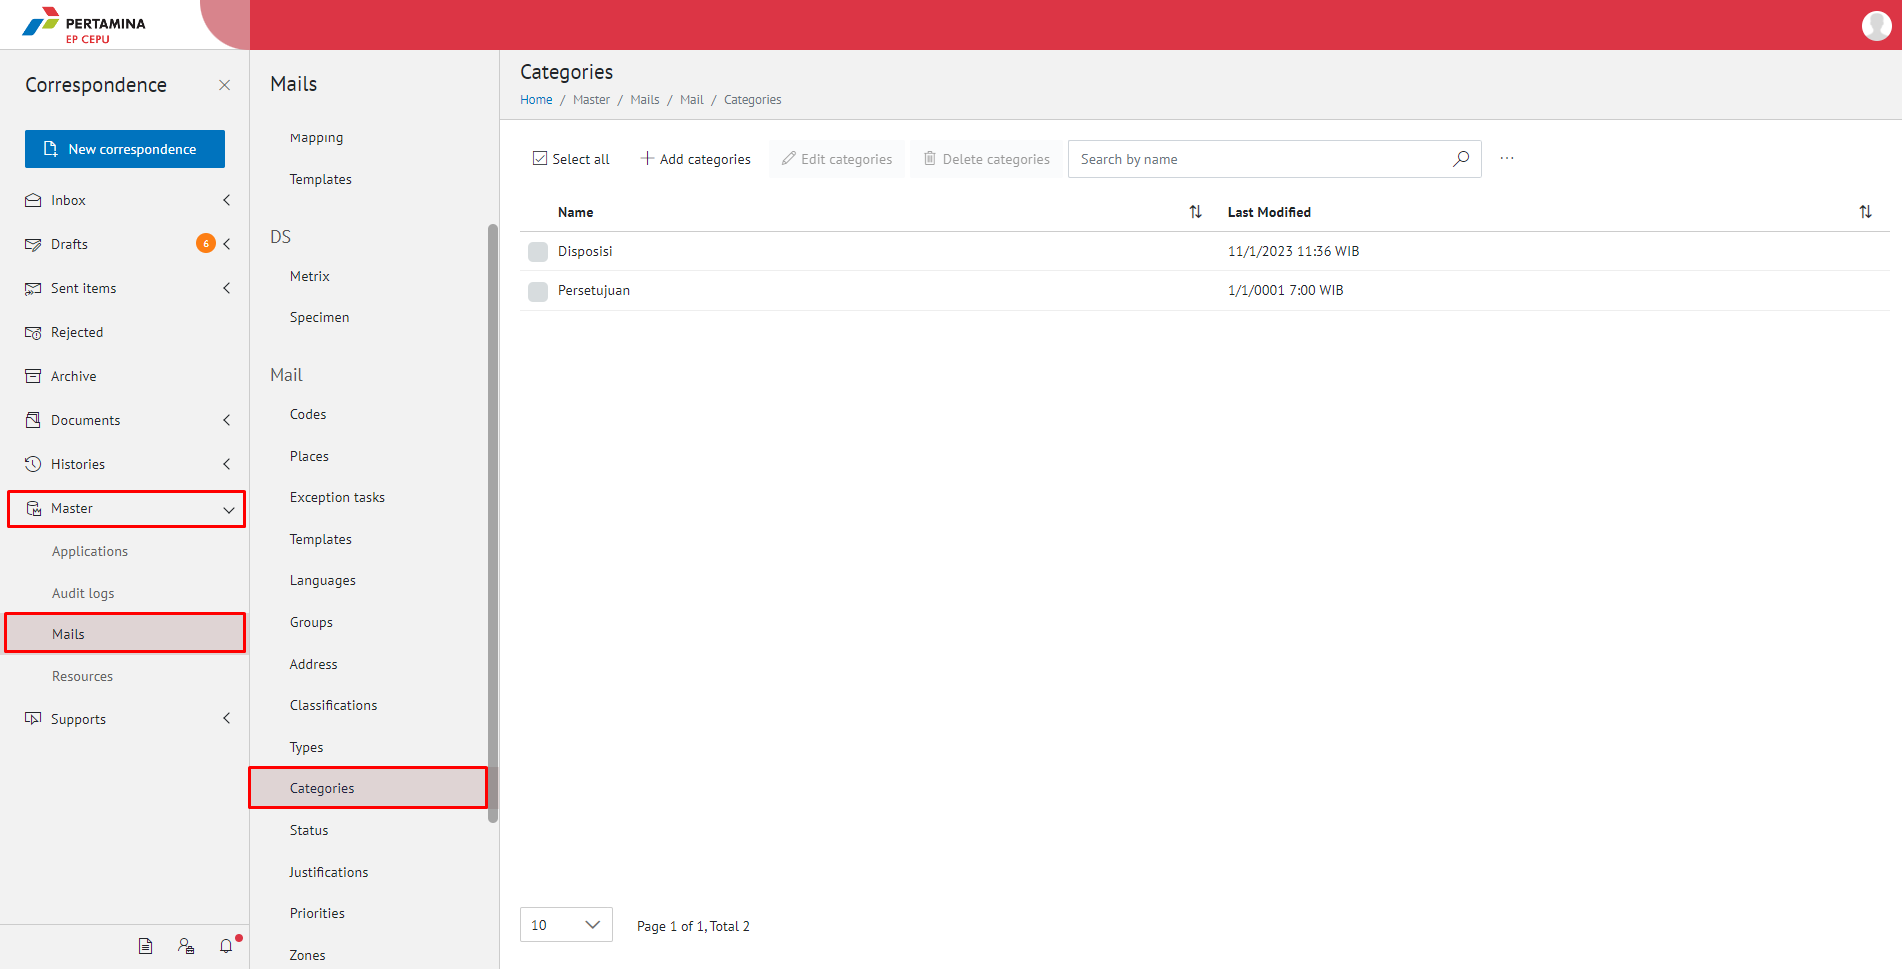 PERTAMINA
EP CEPU
Correspondence
New correspondence
Inbox
Drafts
6
Sent items
Rejected
Archive
Documents
Histories
Master
Applications
Audit logs
Mails
Resources
Supports
Mails
Mapping
Templates
DS
Metrix
Specimen
Mail
Codes
Places
Exception tasks
Templates
Languages
Groups
Address
Classifications
Types
Categories
Status
Justifications
Priorities
Zones
Categories
Home / Master / Mails / Mail / Categories
Select all Add categories Edit categories Delete categories Search by name ...
Name Last Modified
Disposisi 11/1/2023 11:36 WIB
Persetujuan 1/1/0001 7:00 WIB
10 Page 1 of 1, Total 2